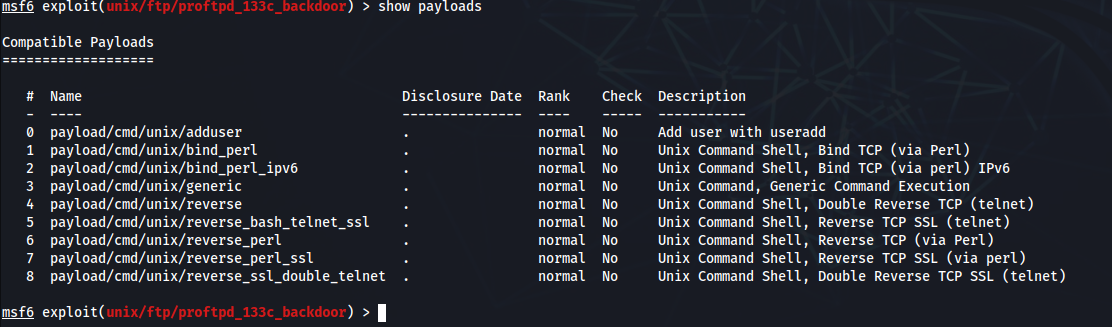 msf6 exploit(unix/ftp/proftpd_133c_backdoor) > show payloads
Compatible Payloads
===================
# Name Disclosure Date Rank Check Description
- ---- --------------- ---- ----- -----------
0 payload/cmd/unix/adduser . normal No Add user with useradd
1 payload/cmd/unix/bind_perl . normal No Unix Command Shell, Bind TCP (via Perl)
2 payload/cmd/unix/bind_perl_ipv6 . normal No Unix Command Shell, Bind TCP (via perl) IPv6
3 payload/cmd/unix/generic . normal No Unix Command, Generic Command Execution
4 payload/cmd/unix/reverse . normal No Unix Command Shell, Double Reverse TCP (telnet)
5 payload/cmd/unix/reverse_bash_telnet_ssl . normal No Unix Command Shell, Reverse TCP SSL (telnet)
6 payload/cmd/unix/reverse_perl . normal No Unix Command Shell, Reverse TCP (via Perl)
7 payload/cmd/unix/reverse_perl_ssl . normal No Unix Command Shell, Reverse TCP SSL (via perl)
8 payload/cmd/unix/reverse_ssl_double_telnet . normal No Unix Command Shell, Double Reverse TCP SSL (telnet)
msf6 exploit(unix/ftp/proftpd_133c_backdoor) >